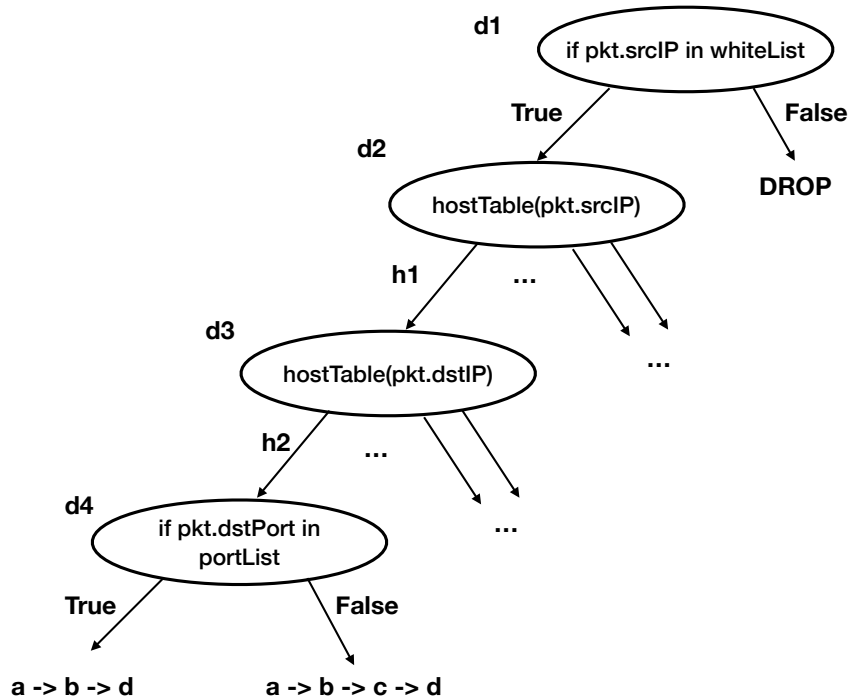 d1
if pkt.srcIP in whiteList
True
False
d2
DROP
hostTable(pkt.srcIP)
h1
...
d3
...
hostTable(pkt.dstIP)
h2
...
d4
...
if pkt.dstPort in
portList
True
False
a -> b -> d
a -> b -> c -> d